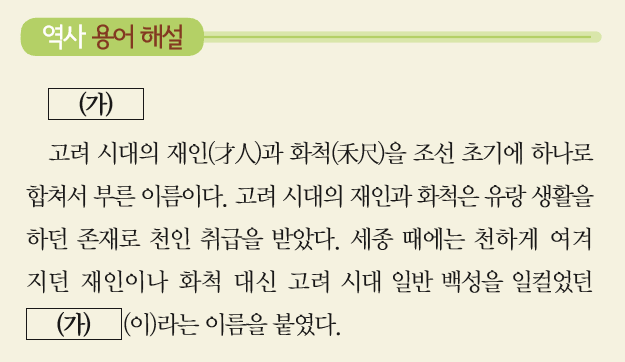 역사 용어 해설
(가)
고려 시대의 재인(才人)과 화척(禾尺)을 조선 초기에 하나로
합쳐서 부른 이름이다. 고려 시대의 재인과 화척은 유랑 생활을
하던 존재로 천인 취급을 받았다. 세종 때에는 천하게 여겨
지던 재인이나 화척 대신 고려 시대 일반 백성을 일컬었던
(가)(이)라는 이름을 붙였다.